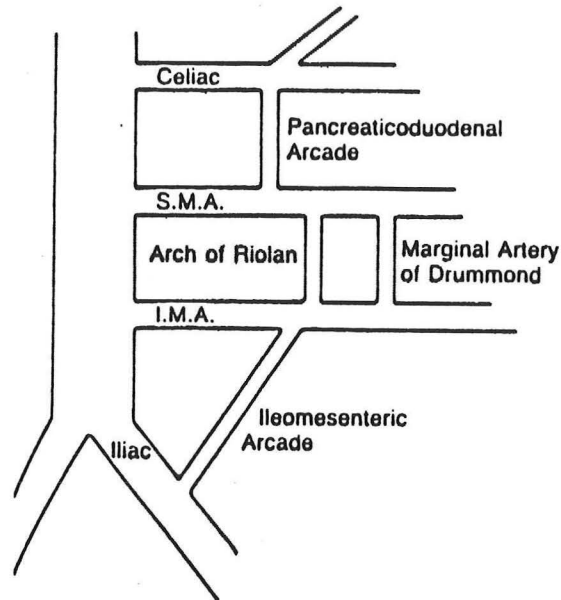 Celiac
Pancreaticoduodenal
Arcade
S.M.A.
Arch of Riolan
Marginal Artery
of Drummond
I.M.A.
Ileomesenteric
Arcade
Iliac